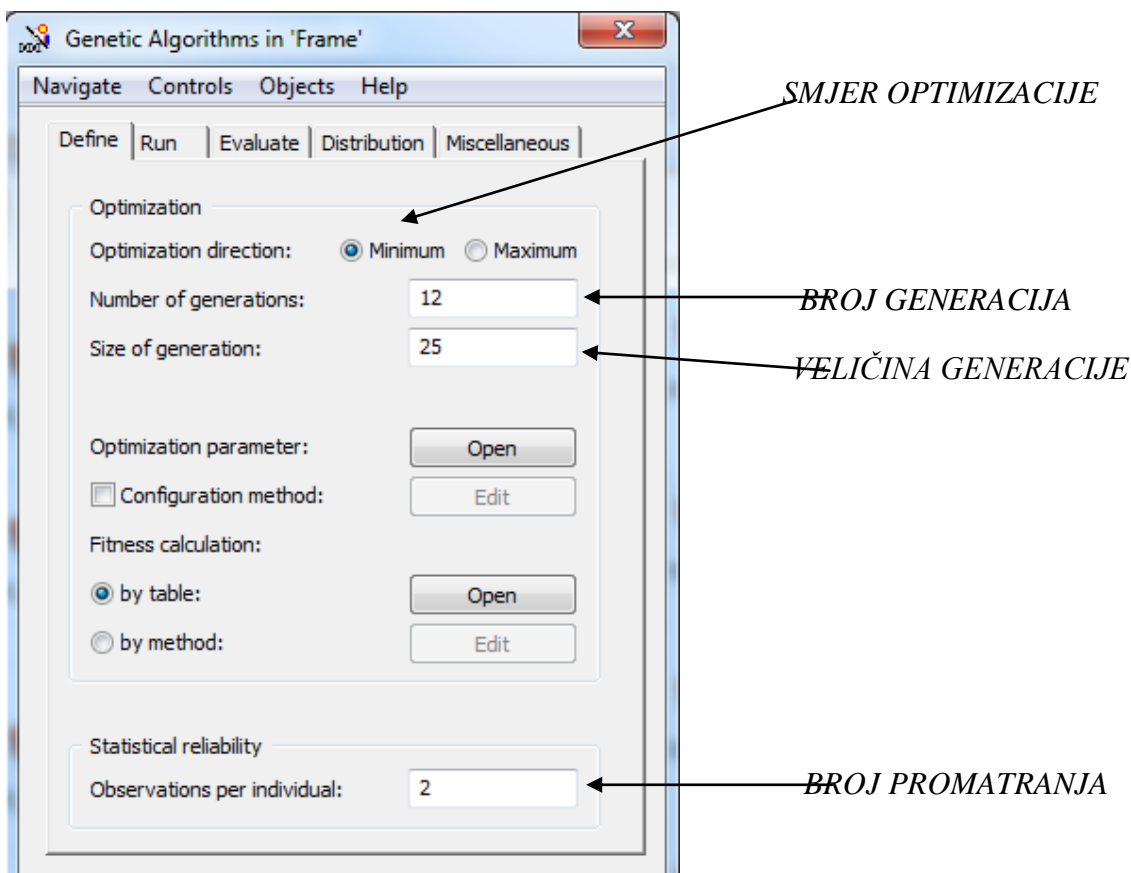 Genetic Algorithms in 'Frame'
Navigate Controls Objects Help
SMJER OPTIMIZACIJE
Define Run Evaluate Distribution Miscellaneous
Optimization
Optimization direction: Minimum Maximum
Number of generations: 12 BROJ GENERACIJA
Size of generation: 25 VELIČINA GENERACIJE
Optimization parameter: Open
Configuration method: Edit
Fitness calculation:
by table: Open
by method: Edit
Statistical reliability
Observations per individual: 2 BROJ PROMATRANJA